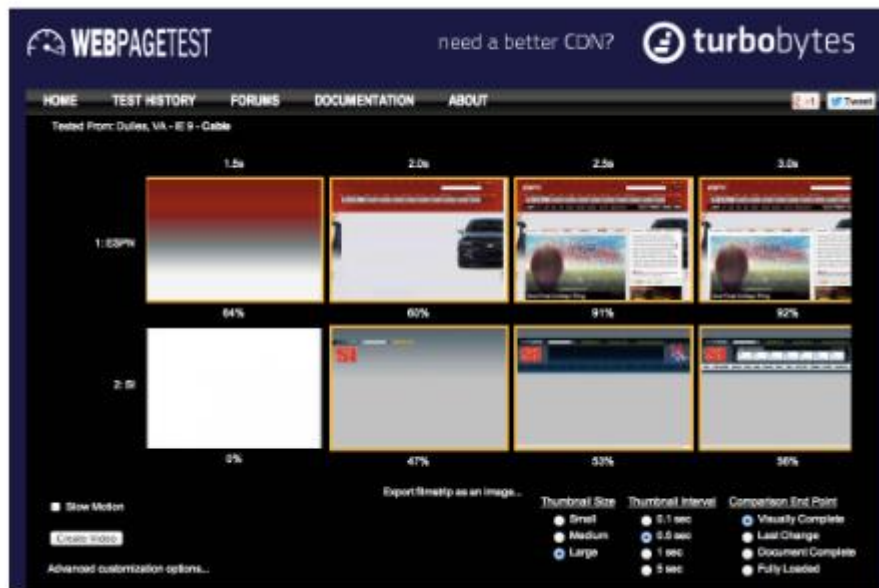 WEBPAGETEST
need a better CDN?
turbobytes
HOME TEST HISTORY FORUMS DOCUMENTATION ABOUT
Tweet
Tested From: Dulles, VA - IE 9 - Cable
1.5s 2.0s 2.5s 3.0s
1: ESPN
64% 60% 91% 92%
2: SI
SI SI SI
0% 47% 53% 56%
Export filmstrip as an image...
Slow Motion
Create Video
Advanced customization options...
Thumbnail Size
Small
Medium
Large
Thumbnail Interval
0.1 sec
0.5 sec
1 sec
5 sec
Comparison End Point
Visually Complete
Last Change
Document Complete
Fully Loaded